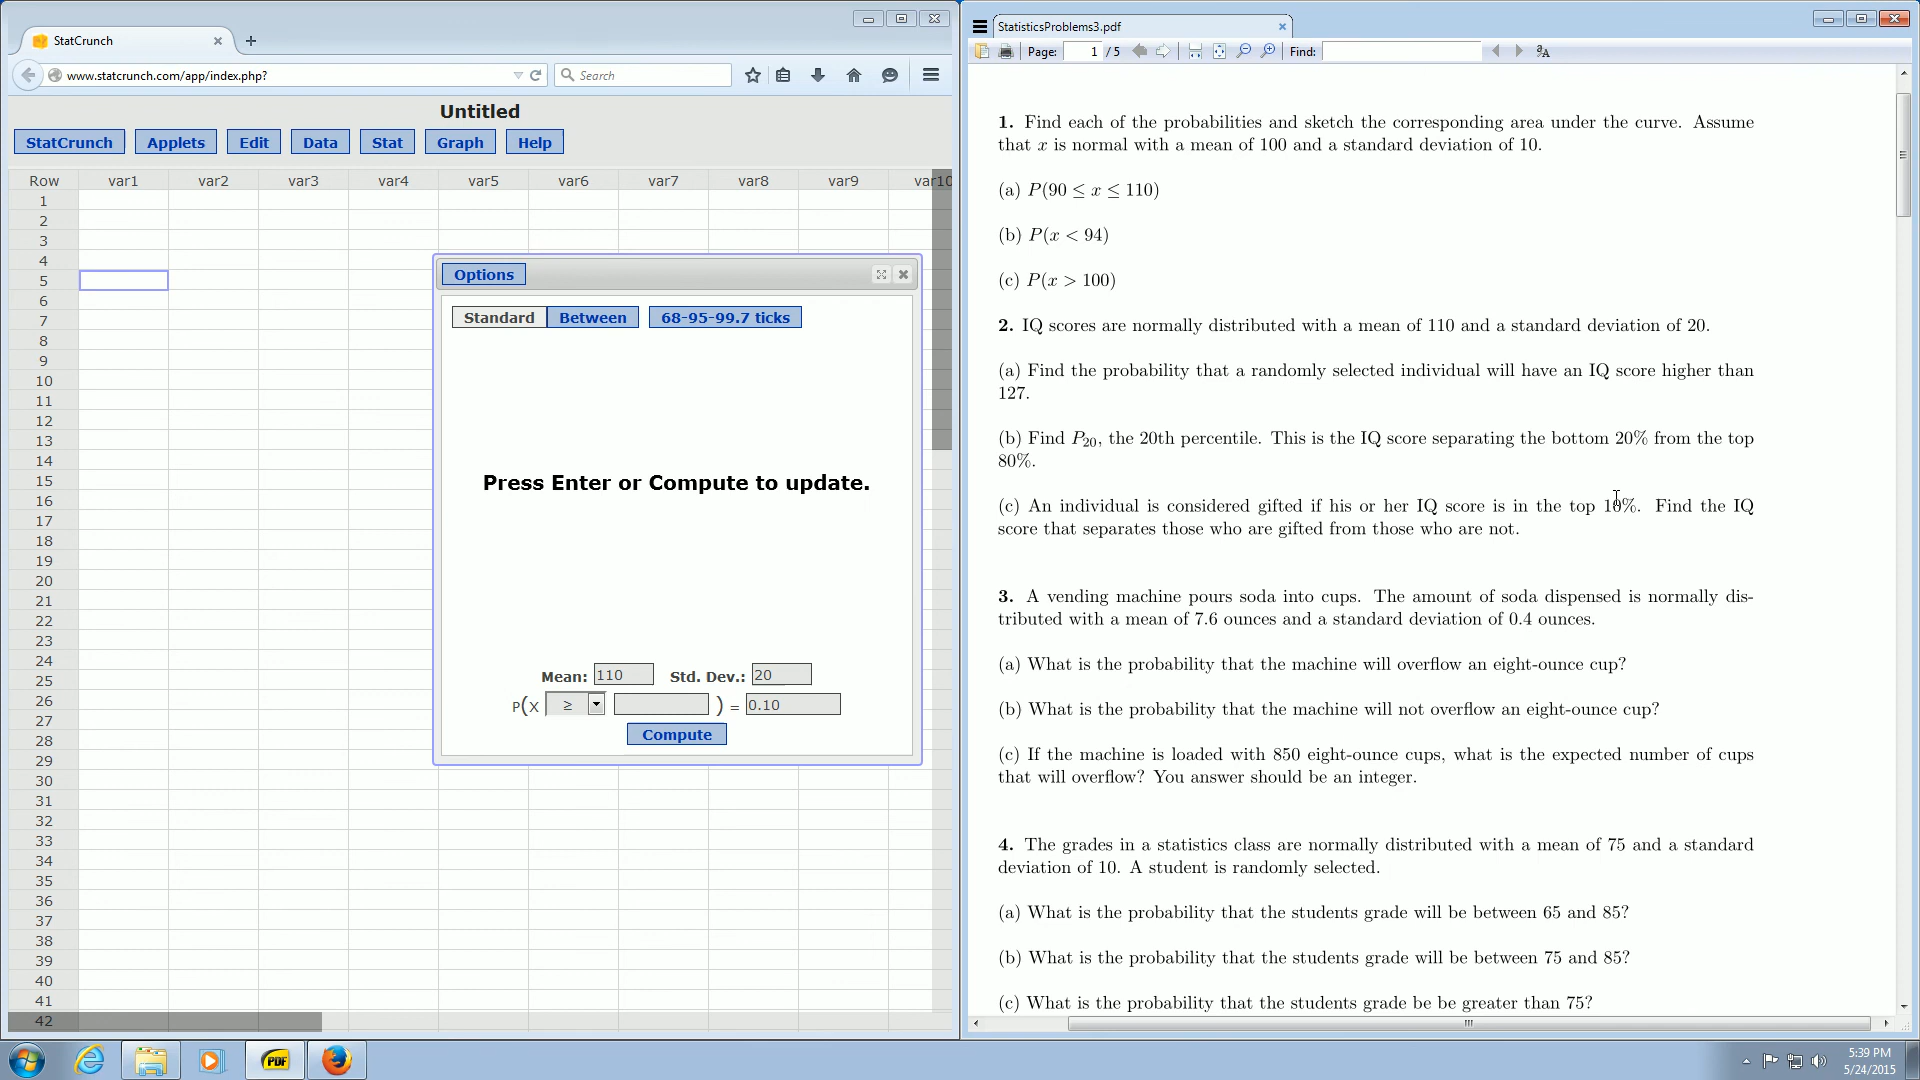 StatCrunch
www.statcrunch.com/app/index.php?
Search
Untitled
StatCrunch Applets Edit Data Stat Graph Help
Row var1 var2 var3 var4 var5 var6 var7 var8 var9 var10
1
2
3
4
5
6
7
8
9
10
11
12
13
14
15
16
17
18
19
20
21
22
23
24
25
26
27
28
29
30
31
32
33
34
35
36
37
38
39
40
41
42
Options
Standard Between 68-95-99.7 ticks
Press Enter or Compute to update.
Mean: 110 Std. Dev.: 20
P(X ≥ ) = 0.10
Compute
StatisticsProblems3.pdf
Page: 1 / 5 Find:
1. Find each of the probabilities and sketch the corresponding area under the curve. Assume
that x is normal with a mean of 100 and a standard deviation of 10.
(a) P(90 ≤ x ≤ 110)
(b) P(x < 94)
(c) P(x > 100)
2. IQ scores are normally distributed with a mean of 110 and a standard deviation of 20.
(a) Find the probability that a randomly selected individual will have an IQ score higher than
127.
(b) Find P20, the 20th percentile. This is the IQ score separating the bottom 20% from the top
80%.
(c) An individual is considered gifted if his or her IQ score is in the top 10%. Find the IQ
score that separates those who are gifted from those who are not.
3. A vending machine pours soda into cups. The amount of soda dispensed is normally dis-
tributed with a mean of 7.6 ounces and a standard deviation of 0.4 ounces.
(a) What is the probability that the machine will overflow an eight-ounce cup?
(b) What is the probability that the machine will not overflow an eight-ounce cup?
(c) If the machine is loaded with 850 eight-ounce cups, what is the expected number of cups
that will overflow? You answer should be an integer.
4. The grades in a statistics class are normally distributed with a mean of 75 and a standard
deviation of 10. A student is randomly selected.
(a) What is the probability that the students grade will be between 65 and 85?
(b) What is the probability that the students grade will be between 75 and 85?
(c) What is the probability that the students grade be be greater than 75?
PDF
5:39 PM
5/24/2015